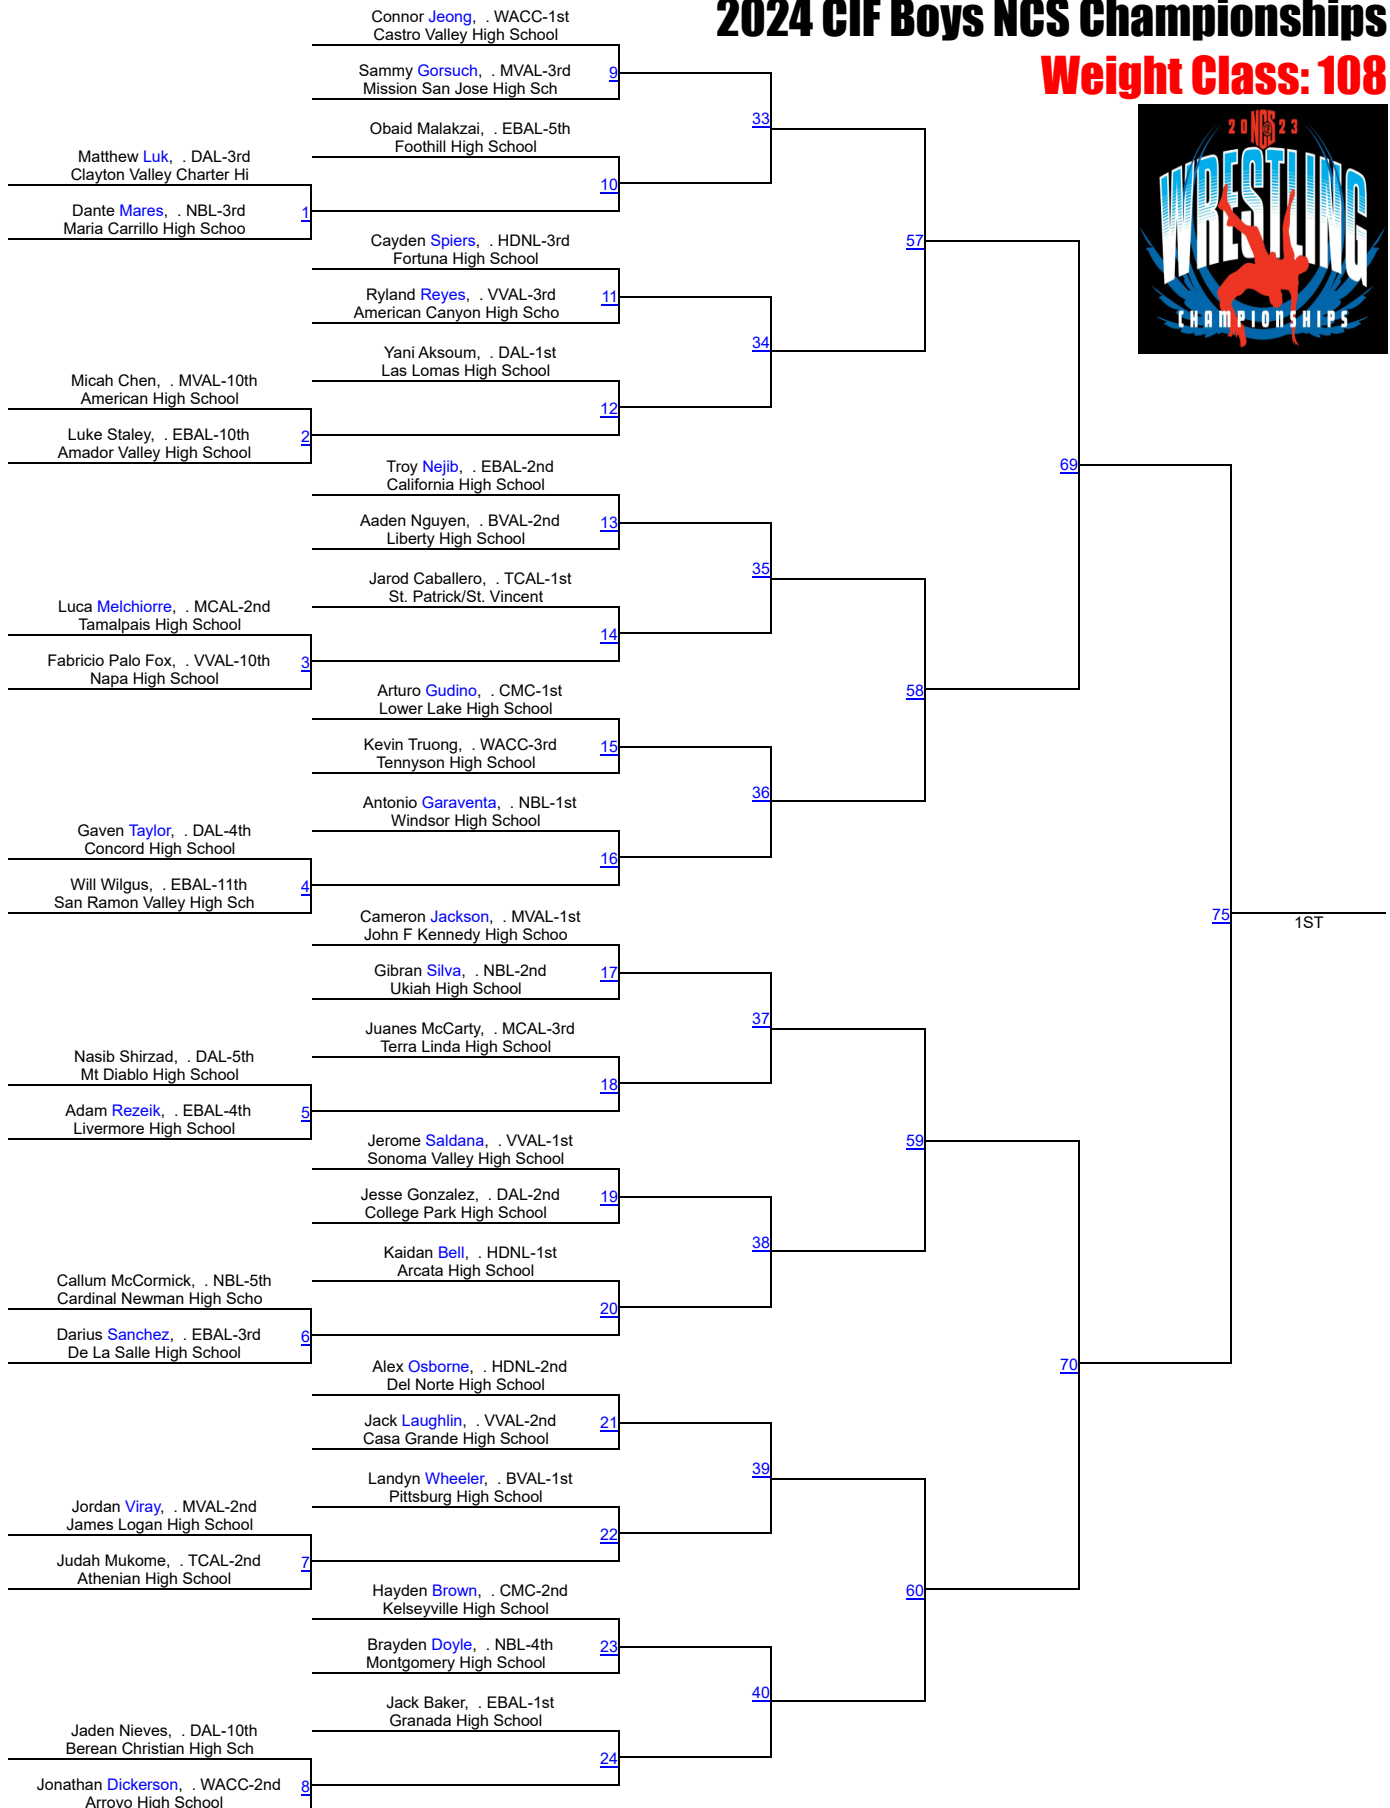 2024 CIF Boys NCS Championships
Weight Class: 108
20 NCS 23
WRESTLING
CHAMPIONSHIPS
Connor Jeong,  . WACC-1st
Castro Valley High School
Sammy Gorsuch,  . MVAL-3rd
Mission San Jose High Sch
9
33
Obaid Malakzai,  . EBAL-5th
Foothill High School
Matthew Luk,  . DAL-3rd
Clayton Valley Charter Hi
10
Dante Mares,  . NBL-3rd
Maria Carrillo High Schoo
1
Cayden Spiers,  . HDNL-3rd
Fortuna High School
57
Ryland Reyes,  . VVAL-3rd
American Canyon High Scho
11
34
Yani Aksoum,  . DAL-1st
Las Lomas High School
Micah Chen,  . MVAL-10th
American High School
12
Luke Staley,  . EBAL-10th
Amador Valley High School
2
69
Troy Nejib,  . EBAL-2nd
California High School
Aaden Nguyen,  . BVAL-2nd
Liberty High School
13
35
Jarod Caballero,  . TCAL-1st
St. Patrick/St. Vincent
Luca Melchiorre,  . MCAL-2nd
Tamalpais High School
14
Fabricio Palo Fox,  . VVAL-10th
Napa High School
3
Arturo Gudino,  . CMC-1st
Lower Lake High School
58
Kevin Truong,  . WACC-3rd
Tennyson High School
15
36
Antonio Garaventa,  . NBL-1st
Windsor High School
Gaven Taylor,  . DAL-4th
Concord High School
16
Will Wilgus,  . EBAL-11th
San Ramon Valley High Sch
4
Cameron Jackson,  . MVAL-1st
John F Kennedy High Schoo
75
1ST
Gibran Silva,  . NBL-2nd
Ukiah High School
17
37
Juanes McCarty,  . MCAL-3rd
Terra Linda High School
Nasib Shirzad,  . DAL-5th
Mt Diablo High School
18
Adam Rezeik,  . EBAL-4th
Livermore High School
5
Jerome Saldana,  . VVAL-1st
Sonoma Valley High School
59
Jesse Gonzalez,  . DAL-2nd
College Park High School
19
38
Kaidan Bell,  . HDNL-1st
Arcata High School
Callum McCormick,  . NBL-5th
Cardinal Newman High Scho
20
Darius Sanchez,  . EBAL-3rd
De La Salle High School
6
70
Alex Osborne,  . HDNL-2nd
Del Norte High School
Jack Laughlin,  . VVAL-2nd
Casa Grande High School
21
39
Landyn Wheeler,  . BVAL-1st
Pittsburg High School
Jordan Viray,  . MVAL-2nd
James Logan High School
22
Judah Mukome,  . TCAL-2nd
Athenian High School
7
Hayden Brown,  . CMC-2nd
Kelseyville High School
60
Brayden Doyle,  . NBL-4th
Montgomery High School
23
40
Jack Baker,  . EBAL-1st
Granada High School
Jaden Nieves,  . DAL-10th
Berean Christian High Sch
24
Jonathan Dickerson,  . WACC-2nd
Arroyo High School
8